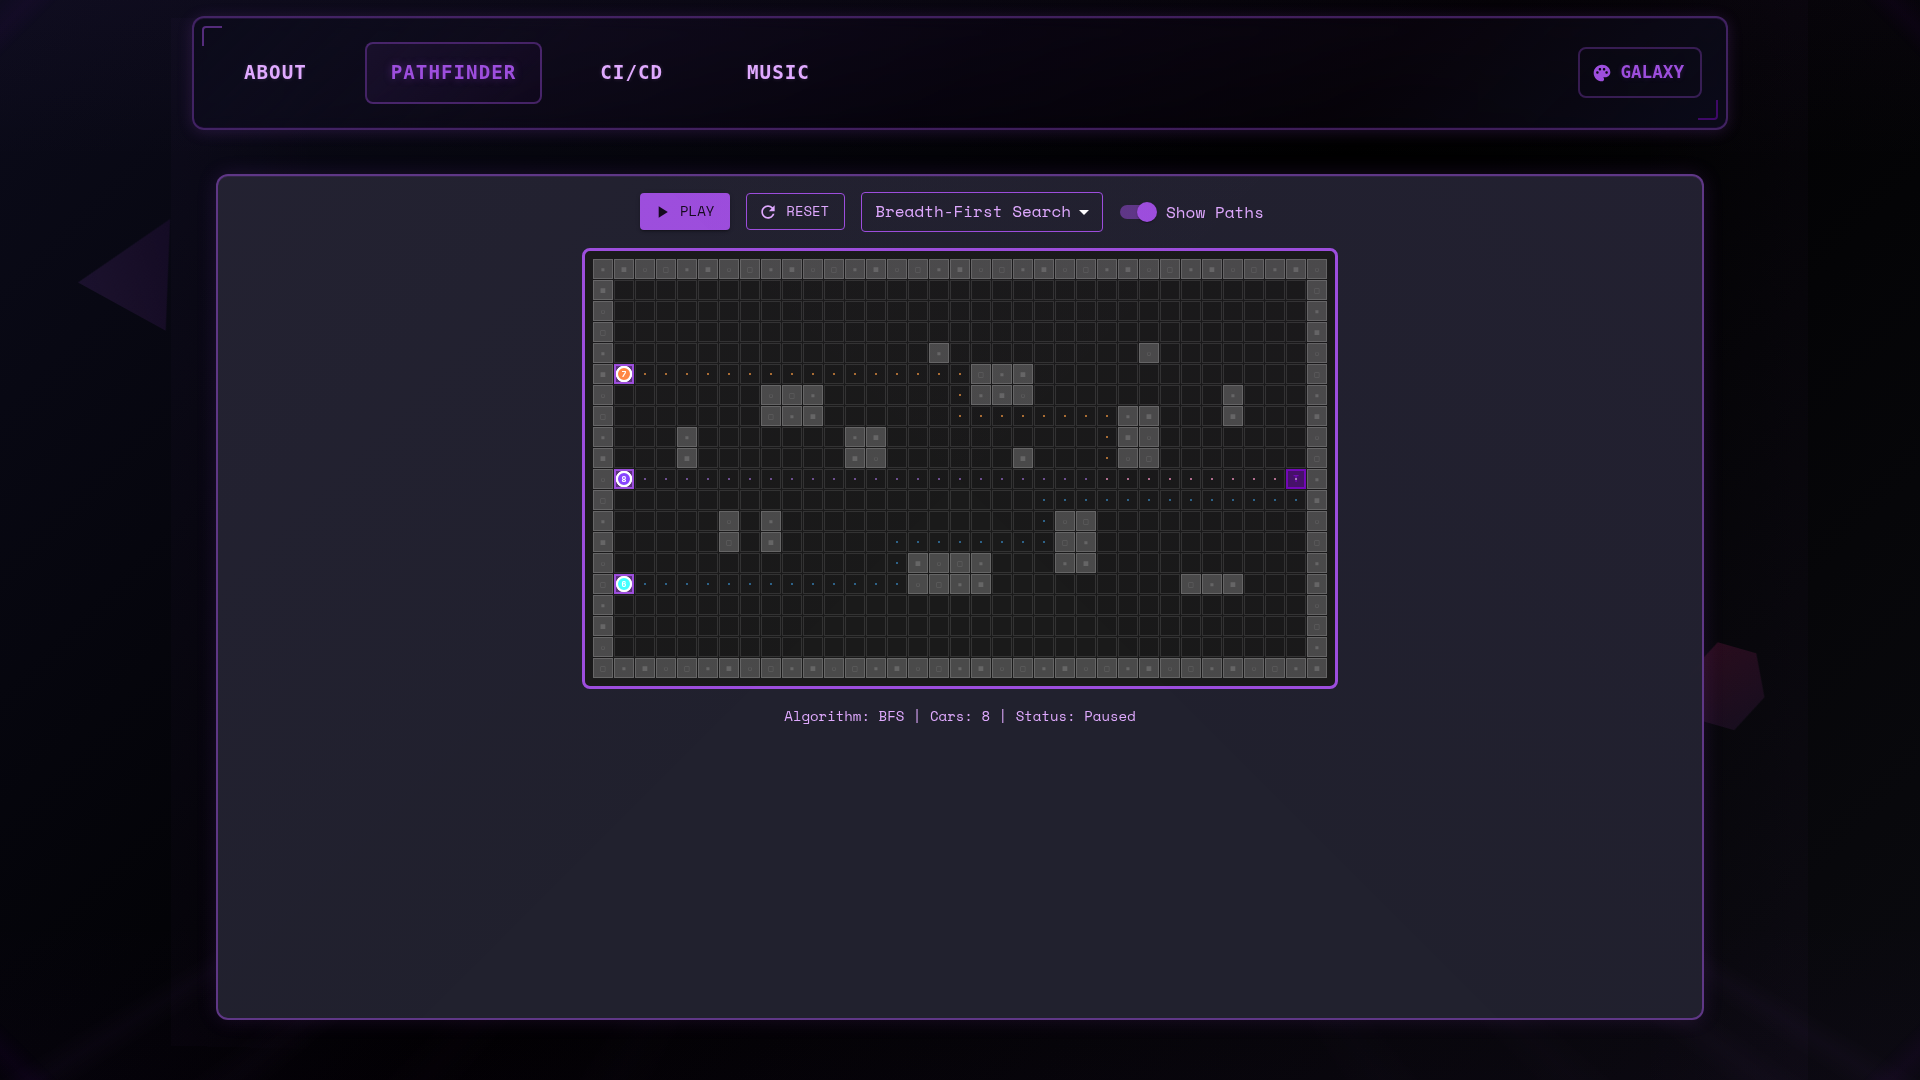 ABOUT PATHFINDER CI/CD MUSIC GALAXY
PLAY RESET Breadth-First Search Show Paths
7
8
6
Algorithm: BFS | Cars: 8 | Status: Paused